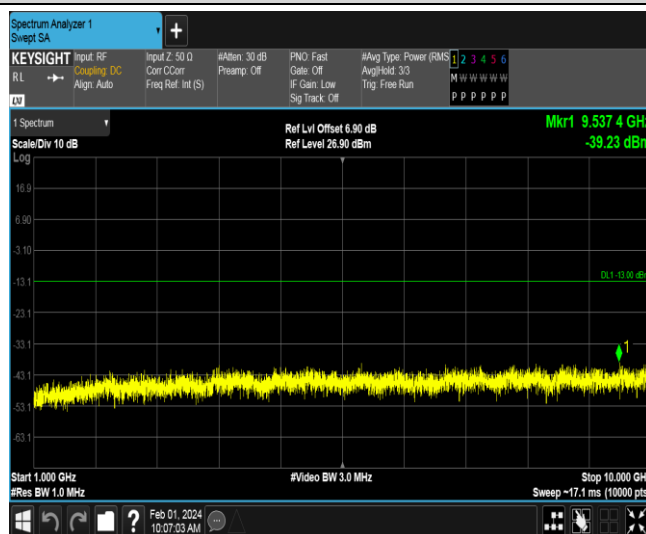 Spectrum Analyzer 1
Swept SA
+
KEYSIGHT
RL
LXI
Input: RF
Coupling: DC
Align: Auto
Input Z: 50 Ω
Corr CCorr
Freq Ref: Int (S)
#Atten: 30 dB
Preamp: Off
PNO: Fast
Gate: Off
IF Gain: Low
Sig Track: Off
#Avg Type: Power (RMS
Avg|Hold: 3/3
Trig: Free Run
1 2 3 4 5 6
M W W W W W
P P P P P P
1 Spectrum
Scale/Div 10 dB
Log
Ref Lvl Offset 6.90 dB
Ref Level 26.90 dBm
Mkr1 9.537 4 GHz
-39.23 dBm
16.9
6.90
-3.10
-13.1
DL1 -13.00 dBm
-23.1
-33.1
1
-43.1
-53.1
-63.1
Start 1.000 GHz
#Video BW 3.0 MHz
Stop 10.000 GHz
#Res BW 1.0 MHz
Sweep ~17.1 ms (10000 pts
?
Feb 01, 2024
10:07:03 AM